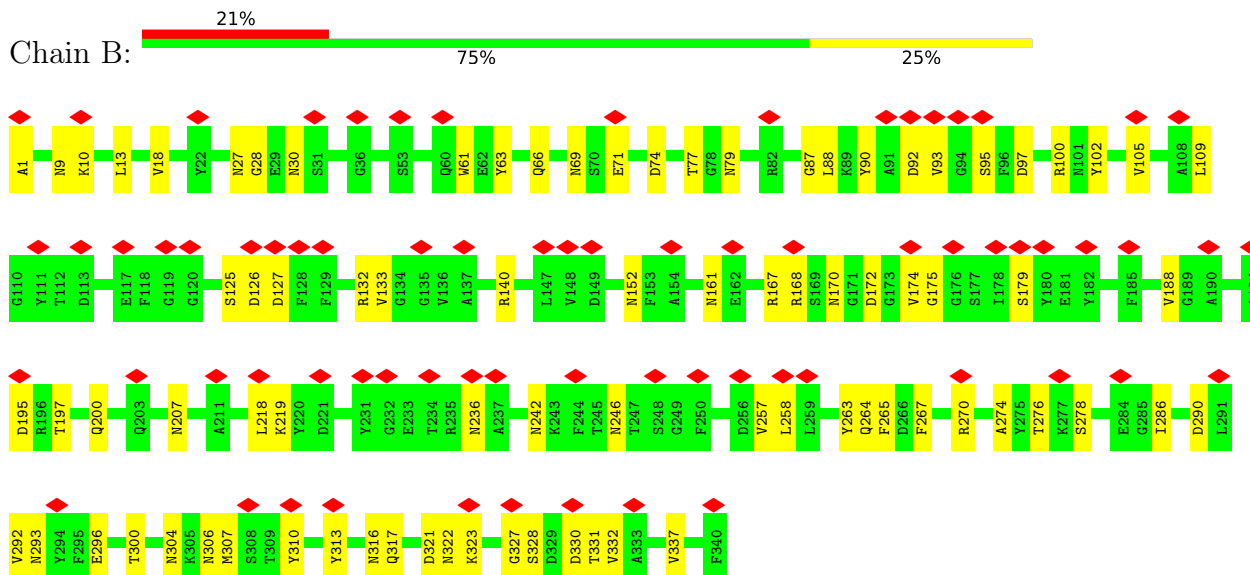 21%
Chain B:
75% 25%
A1 N9 K10 L13 V18 Y22 N27 G28 E29 N30 S31 G36 S53 Q60 W61 E62 Y63 Q66 N69 S70 E71 D74 T77 G78 N79 R82 G87 L88 K89 Y90 A91 D92 V93 G94 S95 F96 D97 R100 N101 Y102 V105 A108 L109
G110 Y111 T112 D113 E117 F118 G119 G120 S125 D126 D127 F128 F129 R132 V133 G134 G135 V136 A137 R140 L147 V148 D149 N152 F153 A154 N161 E162 R167 R168 S169 N170 G171 D172 G173 V174 G175 G176 S177 I178 S179 Y180 E181 Y182 F185 V188 G189 A190
D195 R196 T197 Q200 Q203 N207 A211 L218 K219 Y220 D221 Y231 G232 E233 T234 R235 N236 A237 N242 K243 F244 T245 N246 T247 S248 G249 F250 D256 V257 L258 L259 Y263 Q264 F265 D266 F267 R270 A274 Y275 T276 K277 S278 E284 G285 I286 D290 L291
V292 N293 Y294 F295 E296 T300 N304 K305 N306 M307 S308 T309 Y310 Y313 N316 Q317 D321 N322 K323 G327 S328 D329 D330 T331 V332 A333 V337 F340